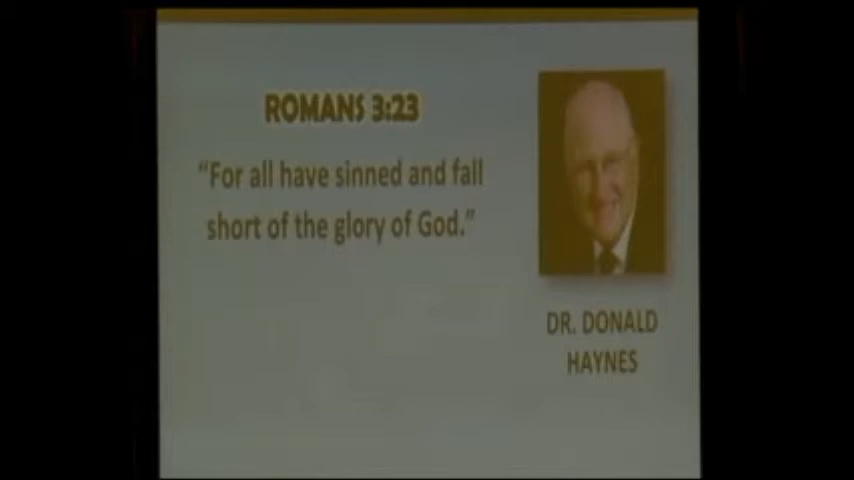 ROMANS 3:23
“For all have sinned and fall
short of the glory of God.”
DR. DONALD
HAYNES